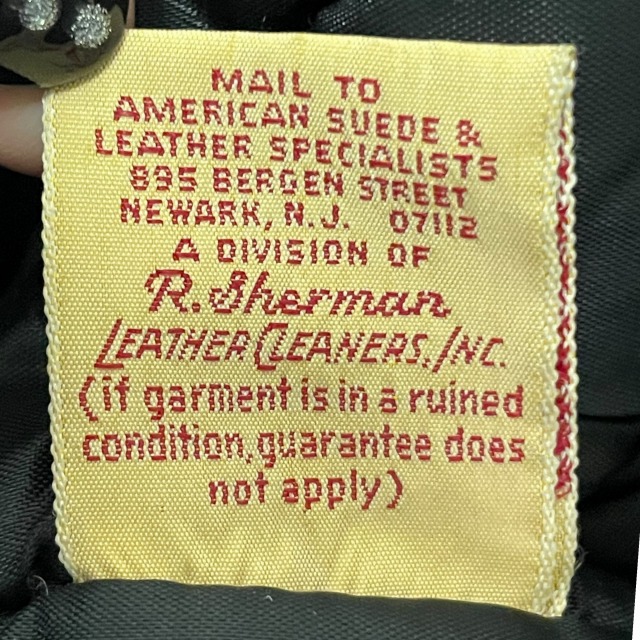 MAIL TO
AMERICAN SUEDE &
LEATHER SPECIALISTS
895 BERGEN STREET
NEWARK, N.J. 07112
A DIVISION OF
R. Sherman
LEATHER CLEANERS, INC.
(if garment is in a ruined
condition, guarantee does
not apply)